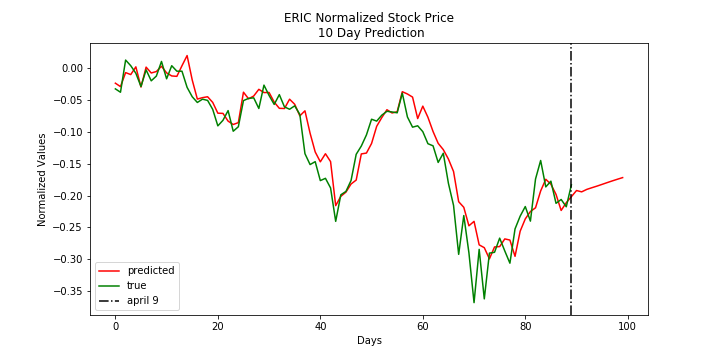 ERIC Normalized Stock Price
10 Day Prediction
Normalized Values
0.00
−0.05
−0.10
−0.15
−0.20
−0.25
−0.30
−0.35
predicted
true
april 9
0
20
40
60
80
100
Days